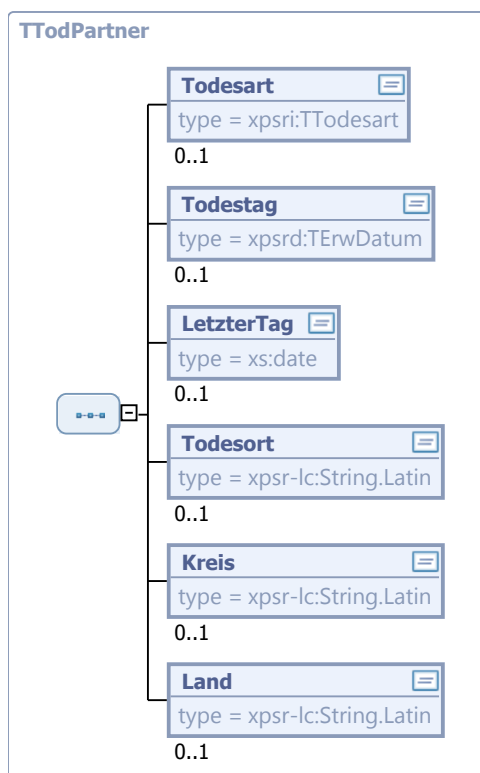 TTodPartner
Todesart
type = xpsri:TTodesart
0..1
Todestag
type = xpsrd:TErwDatum
0..1
LetzterTag
type = xs:date
0..1
Todesort
type = xpsr-lc:String.Latin
0..1
Kreis
type = xpsr-lc:String.Latin
0..1
Land
type = xpsr-lc:String.Latin
0..1